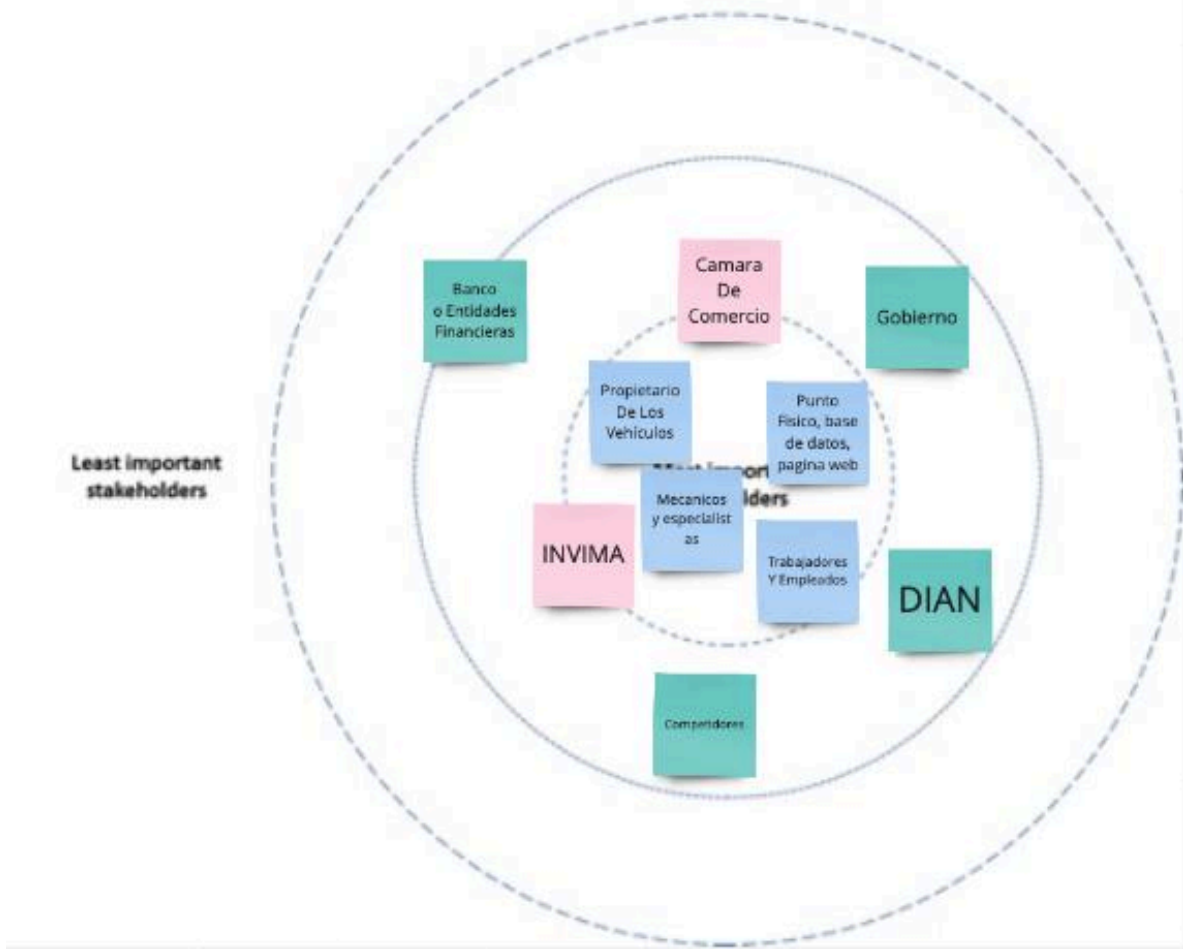 Camara
De
Comercio
Banco
o Entidades
Financieras
Gobierno
Propietario
De Los
Vehículos
Punto
Fisico, base
de datos,
pagina web
Least important
stakeholders
Mecanicos
y especialist
as
INVIMA
Trabajadores
Y Empleados
DIAN
Competidores